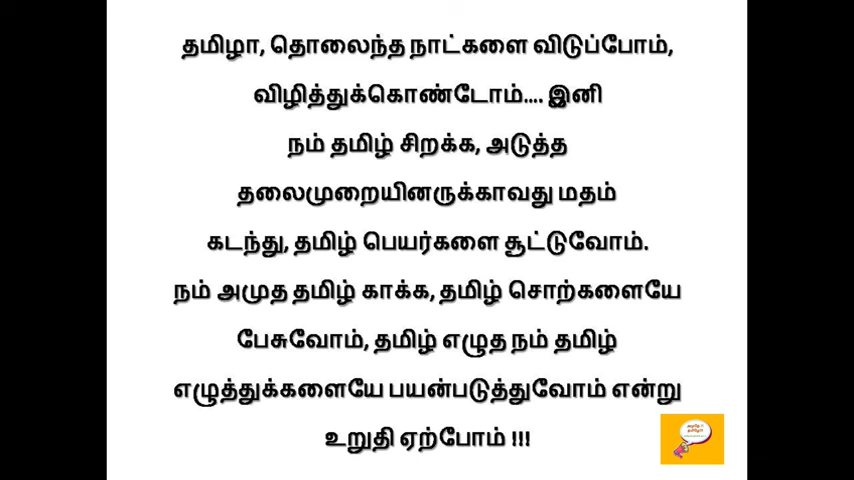 தமிழா, தொலைந்த நாட்களை விடுப்போம்,
விழித்துக்கொண்டோம்.... இனி
நம் தமிழ் சிறக்க, அடுத்த
தலைமுறையினருக்காவது மதம்
கடந்து, தமிழ் பெயர்களை சூட்டுவோம்.
நம் அமுத தமிழ் காக்க, தமிழ் சொற்களையே
பேசுவோம், தமிழ் எழுத நம் தமிழ்
எழுத்துக்களையே பயன்படுத்துவோம் என்று
உறுதி ஏற்போம் !!!